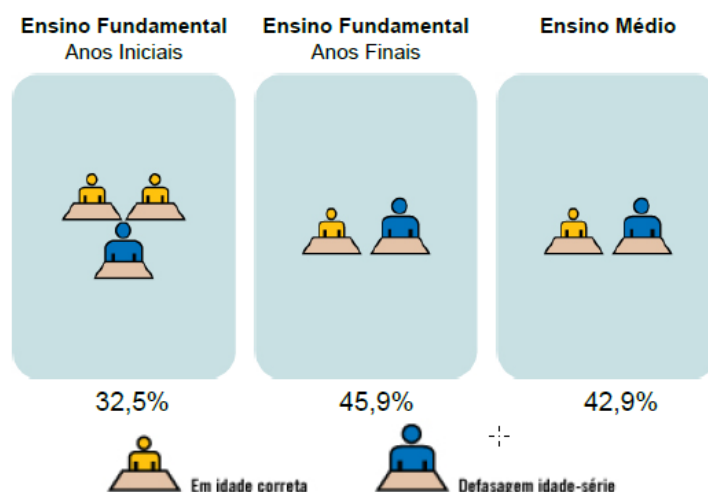 Ensino Fundamental
Anos Iniciais
Ensino Fundamental
Anos Finais
Ensino Médio
32,5%
45,9%
42,9%
Em idade correta
Defasagem idade-série